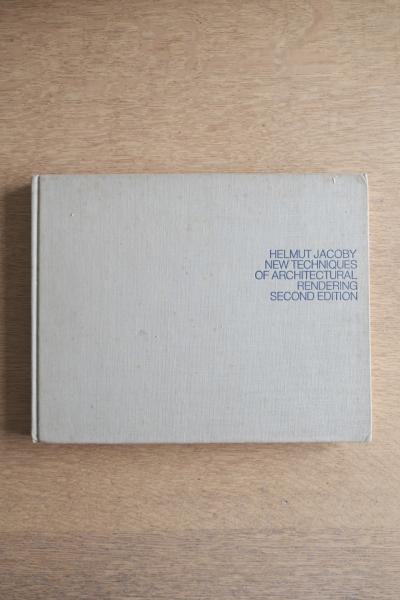 HELMUT JACOBY
NEW TECHNIQUES
OF ARCHITECTURAL
RENDERING
SECOND EDITION